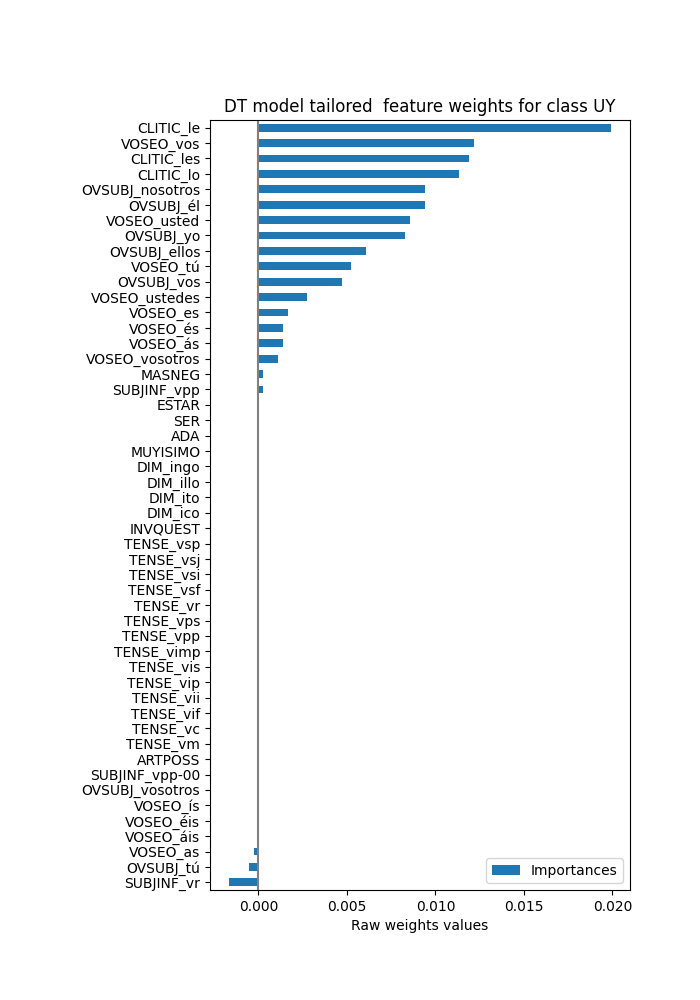 DT model tailored  feature weights for class UY
CLITIC_le
VOSEO_vos
CLITIC_les
CLITIC_lo
OVSUBJ_nosotros
OVSUBJ_él
VOSEO_usted
OVSUBJ_yo
OVSUBJ_ellos
VOSEO_tú
OVSUBJ_vos
VOSEO_ustedes
VOSEO_es
VOSEO_és
VOSEO_ás
VOSEO_vosotros
MASNEG
SUBJINF_vpp
ESTAR
SER
ADA
MUYISIMO
DIM_ingo
DIM_illo
DIM_ito
DIM_ico
INVQUEST
TENSE_vsp
TENSE_vsj
TENSE_vsi
TENSE_vsf
TENSE_vr
TENSE_vps
TENSE_vpp
TENSE_vimp
TENSE_vis
TENSE_vip
TENSE_vii
TENSE_vif
TENSE_vc
TENSE_vm
ARTPOSS
SUBJINF_vpp-00
OVSUBJ_vosotros
VOSEO_ís
VOSEO_éis
VOSEO_áis
VOSEO_as
OVSUBJ_tú
SUBJINF_vr
Importances
0.000 0.005 0.010 0.015 0.020
Raw weights values